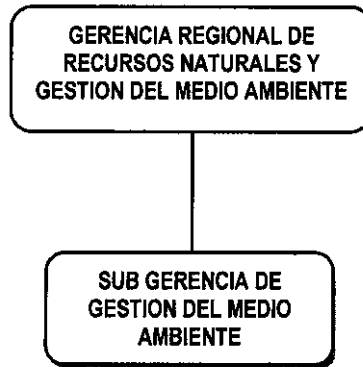 GERENCIA REGIONAL DE
RECURSOS NATURALES Y
GESTION DEL MEDIO AMBIENTE
SUB GERENCIA DE
GESTION DEL MEDIO
AMBIENTE